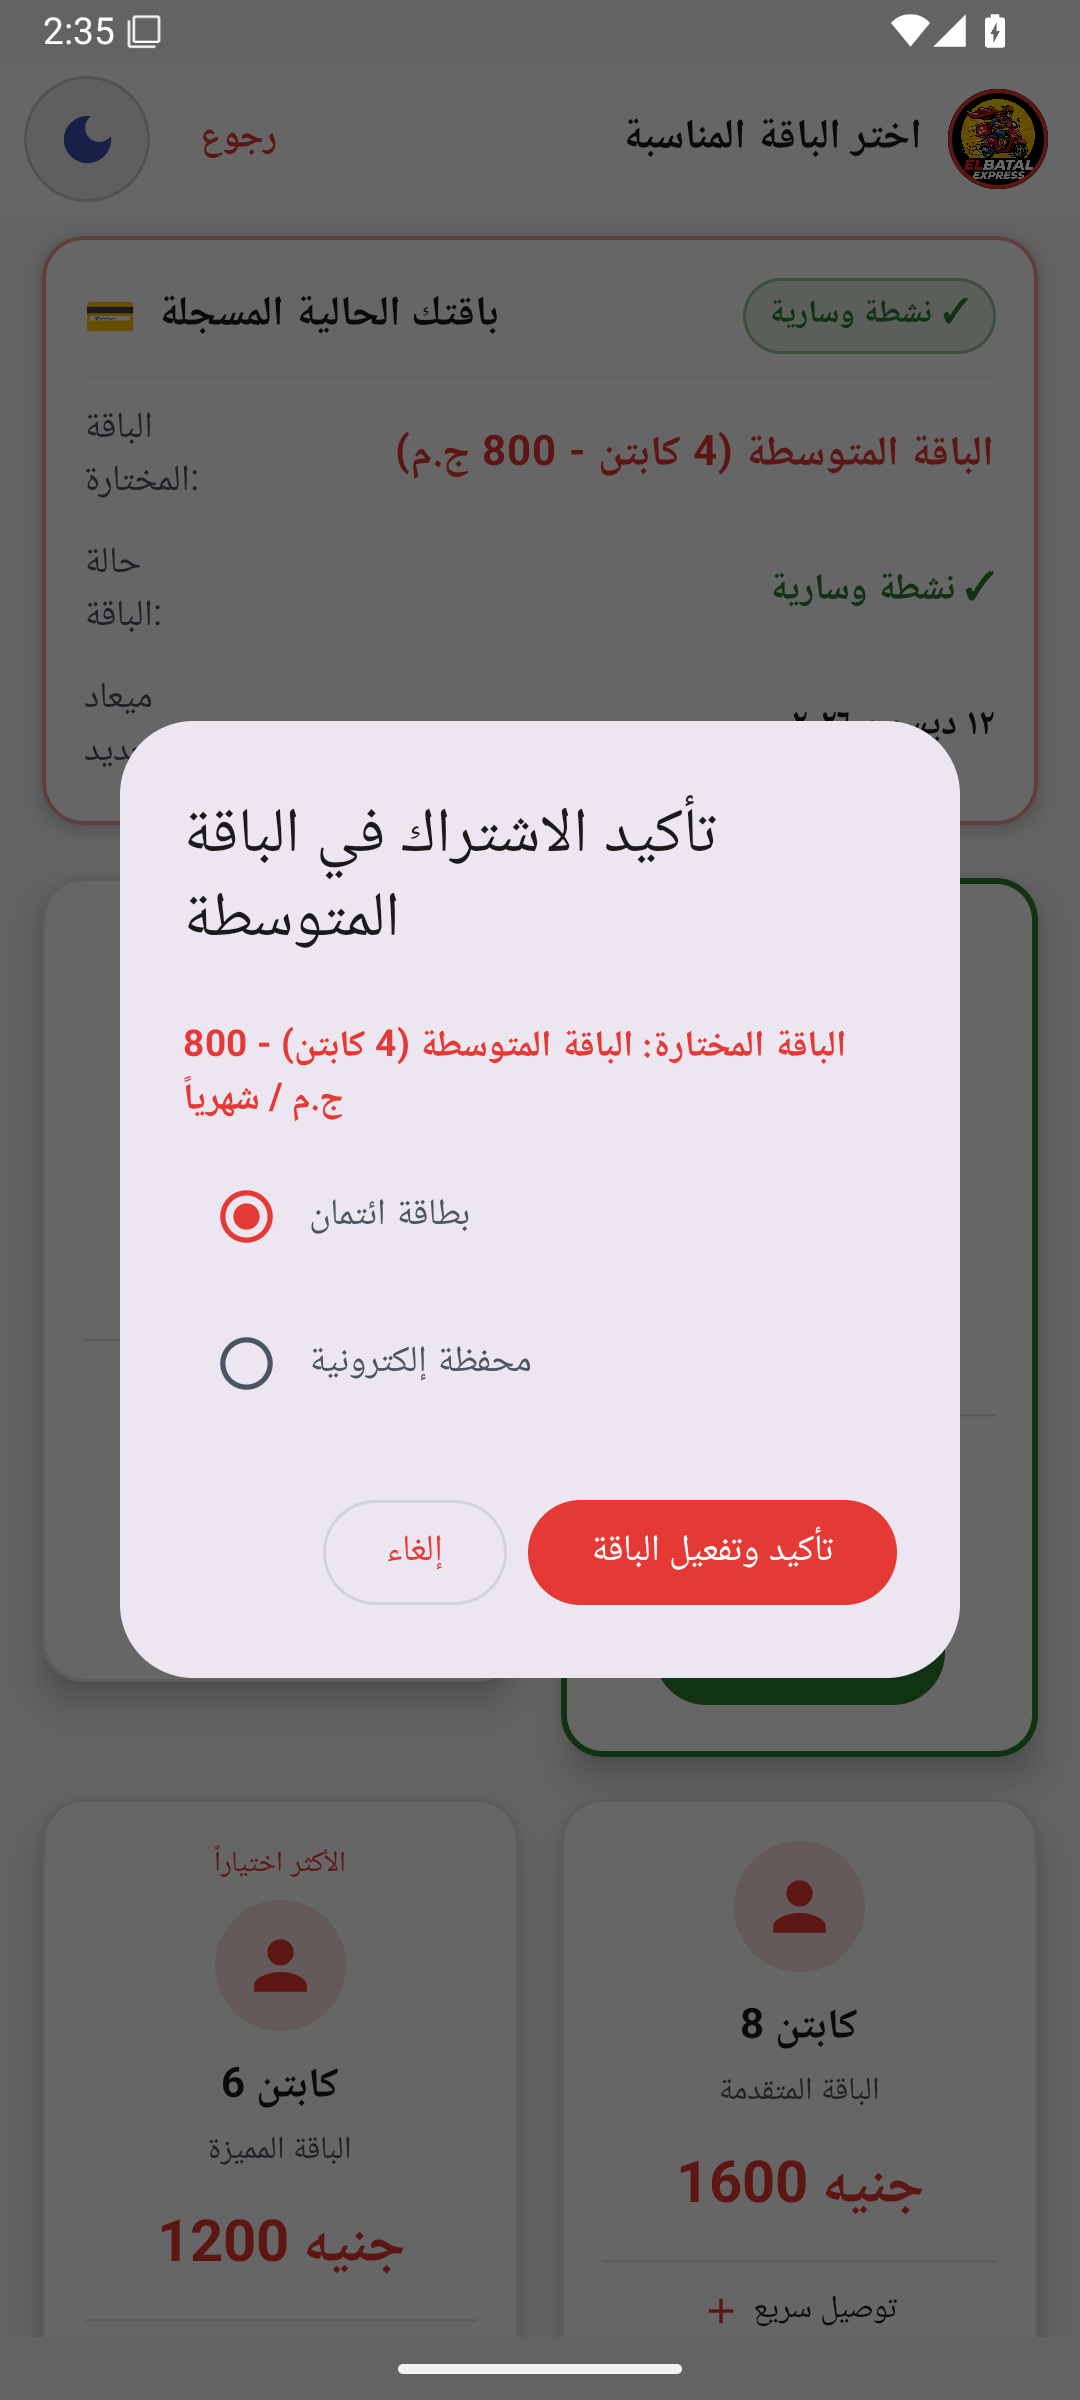 2:35
اختر الباقة المناسبة
رجوع
ELBATAL
EXPRESS
باقتك الحالية المسجلة
✓ نشطة وسارية
الباقة
المختارة:
الباقة المتوسطة (4 كابتن - 800 ج.م)
حالة
الباقة:
✓ نشطة وسارية
ميعاد
١٢
تأكيد الاشتراك في الباقة
المتوسطة
الباقة المختارة: الباقة المتوسطة (4 كابتن) - 800
ج.م / شهرياً
بطاقة ائتمان
محفظة إلكترونية
تأكيد وتفعيل الباقة
إلغاء
الأكثر اختياراً
6 كابتن
الباقة المميزة
1200 جنيه
8 كابتن
الباقة المتقدمة
1600 جنيه
توصيل سريع +